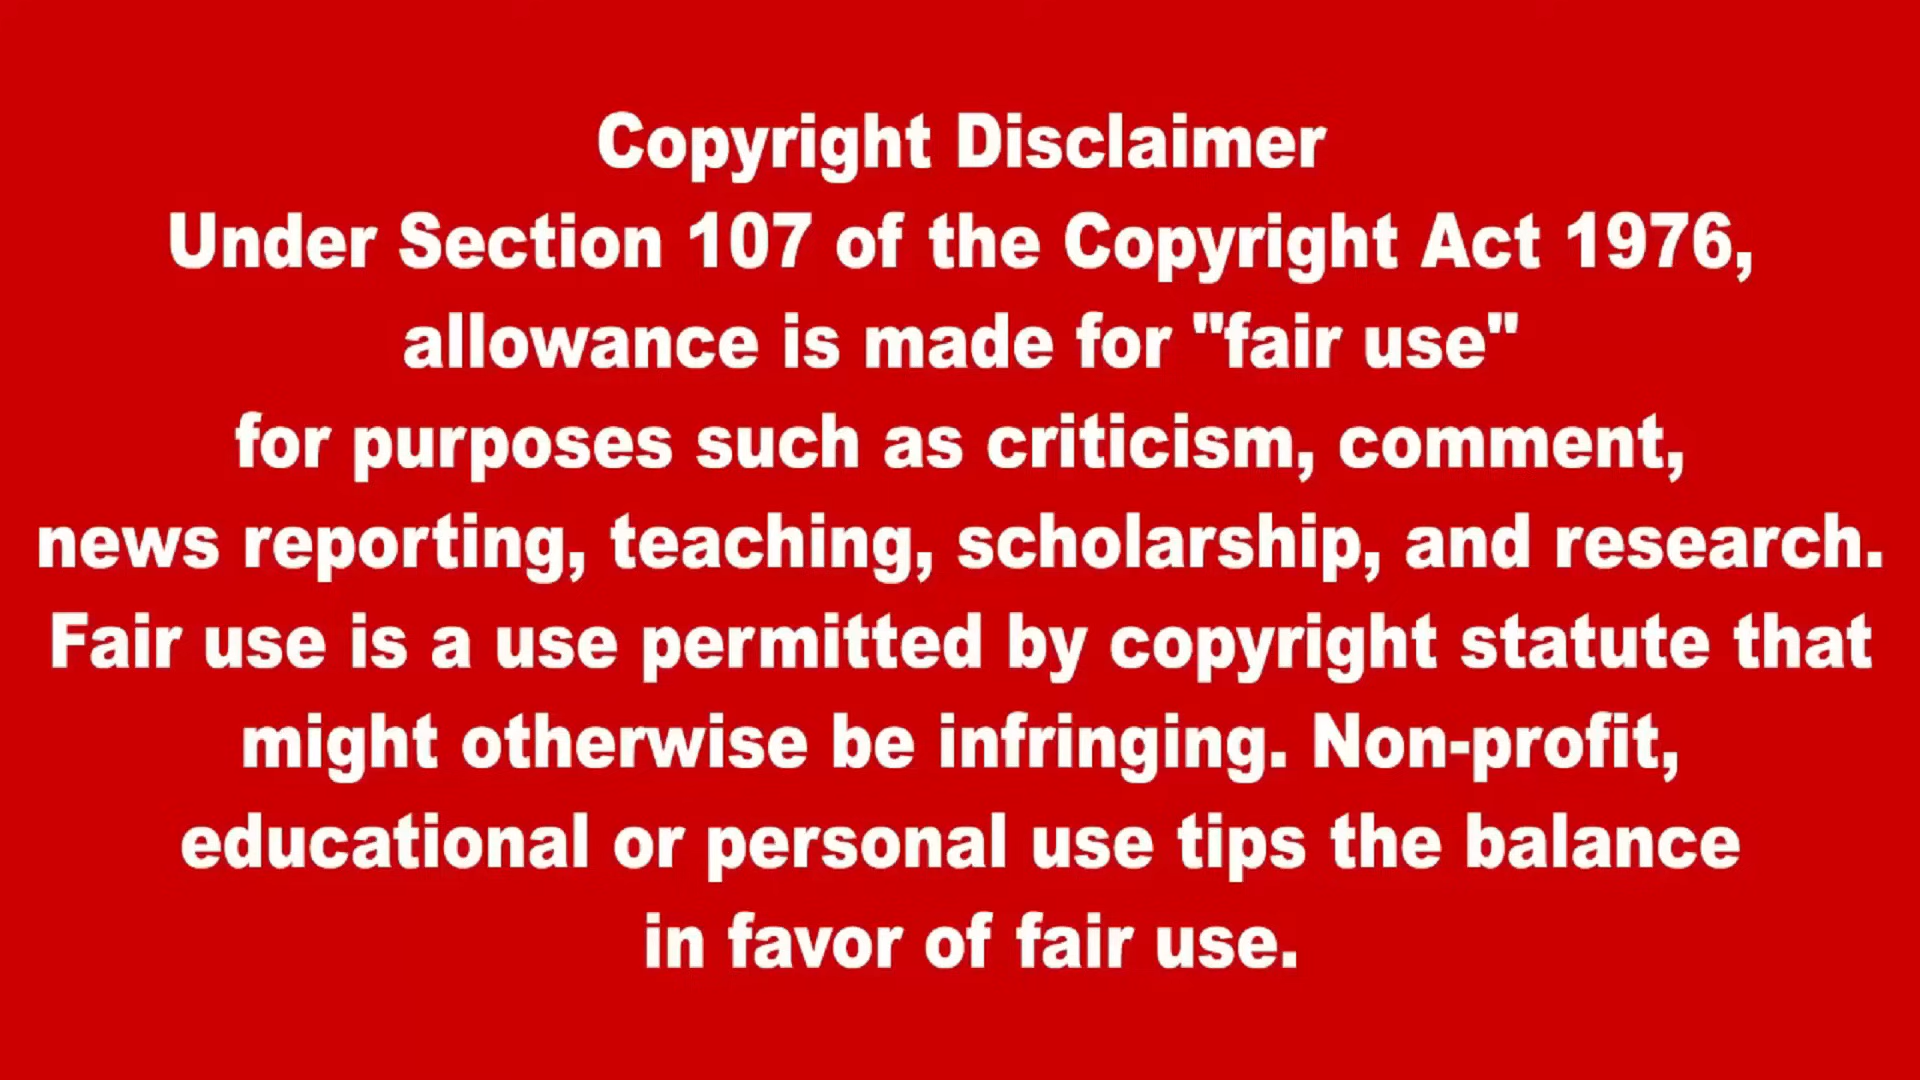 Copyright Disclaimer
Under Section 107 of the Copyright Act 1976,
allowance is made for "fair use"
for purposes such as criticism, comment,
news reporting, teaching, scholarship, and research.
Fair use is a use permitted by copyright statute that
might otherwise be infringing. Non-profit,
educational or personal use tips the balance
in favor of fair use.